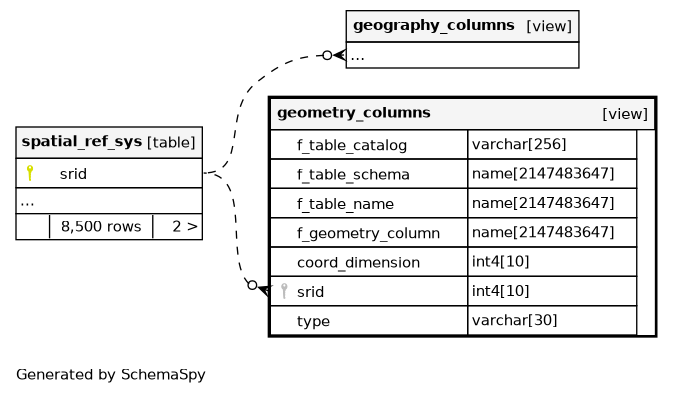 geography_columns [view]
...
geometry_columns [view]
f_table_catalog varchar[256]
f_table_schema name[2147483647]
f_table_name name[2147483647]
f_geometry_column name[2147483647]
coord_dimension int4[10]
srid int4[10]
type varchar[30]
spatial_ref_sys [table]
srid
...
8,500 rows 2 >
Generated by SchemaSpy